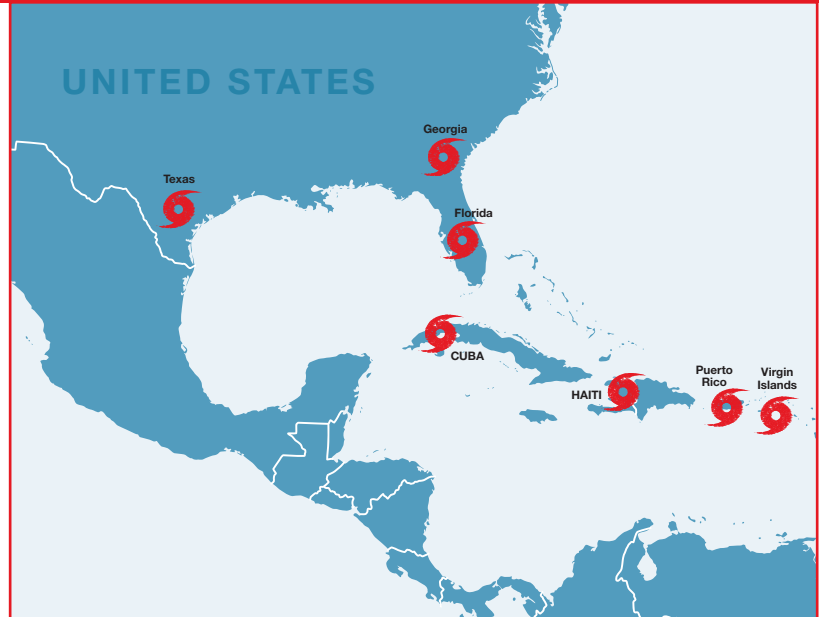 UNITED STATES
Georgia
Texas
Florida
CUBA
Puerto
Rico
Virgin
Islands
HAITI